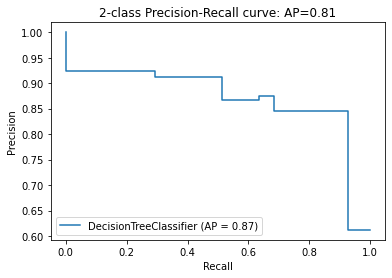 2-class Precision-Recall curve: AP=0.81
1.00
0.95
0.90
0.85
0.80
0.75
0.70
0.65
0.60
Precision
DecisionTreeClassifier (AP = 0.87)
0.0 0.2 0.4 0.6 0.8 1.0
Recall